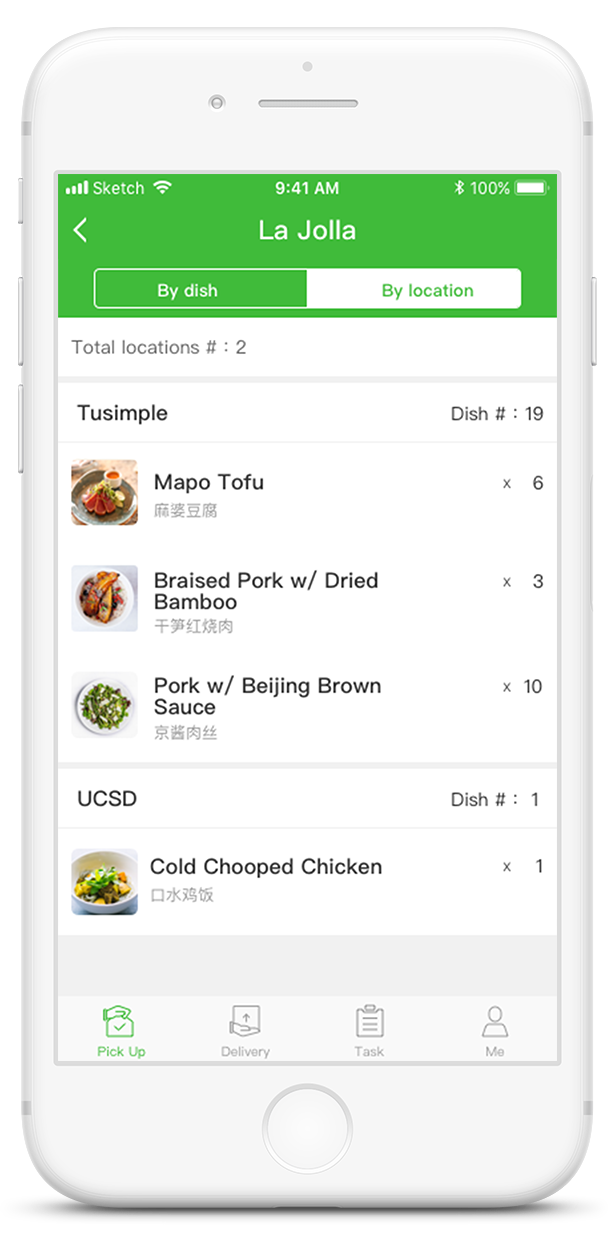 Sketch 9:41 AM 100%
La Jolla
By dish By location
Total locations # : 2
Tusimple Dish # : 19
Mapo Tofu x 6
麻婆豆腐
Braised Pork w/ Dried x 3
Bamboo
干笋红烧肉
Pork w/ Beijing Brown x 10
Sauce
京酱肉丝
UCSD Dish # : 1
Cold Chooped Chicken x 1
口水鸡饭
Pick Up Delivery Task Me